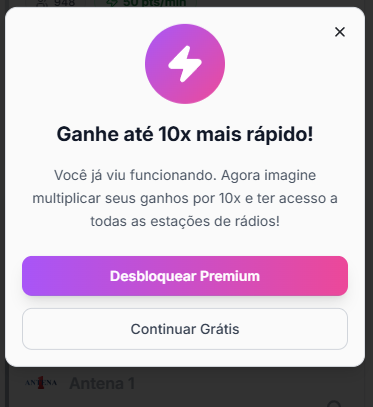 948 50 pts/min
Ganhe até 10x mais rápido!
Você já viu funcionando. Agora imagine
multiplicar seus ganhos por 10x e ter acesso a
todas as estações de rádios!
Desbloquear Premium
Continuar Grátis
ANTENA 1 Antena 1